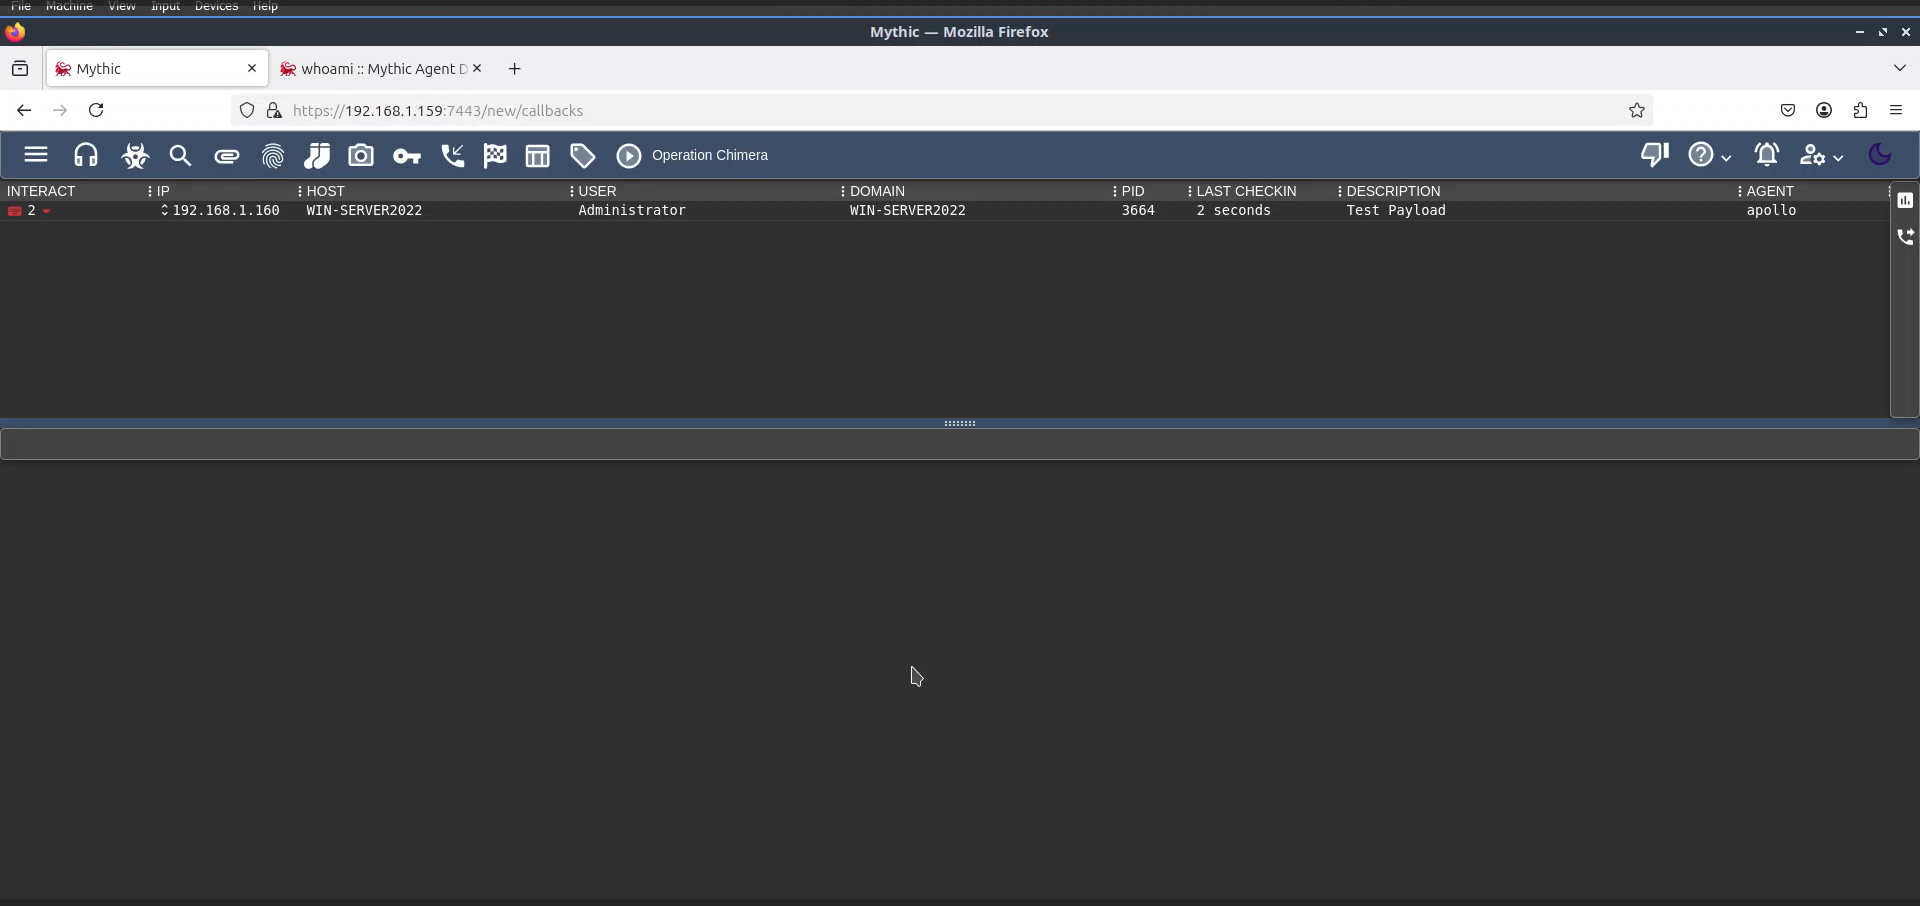 File Machine View Input Devices Help
Mythic — Mozilla Firefox
Mythic whoami :: Mythic Agent D
https://192.168.1.159:7443/new/callbacks
Operation Chimera
INTERACT IP HOST USER DOMAIN PID LAST CHECKIN DESCRIPTION AGENT
2 192.168.1.160 WIN-SERVER2022 Administrator WIN-SERVER2022 3664 2 seconds Test Payload apollo